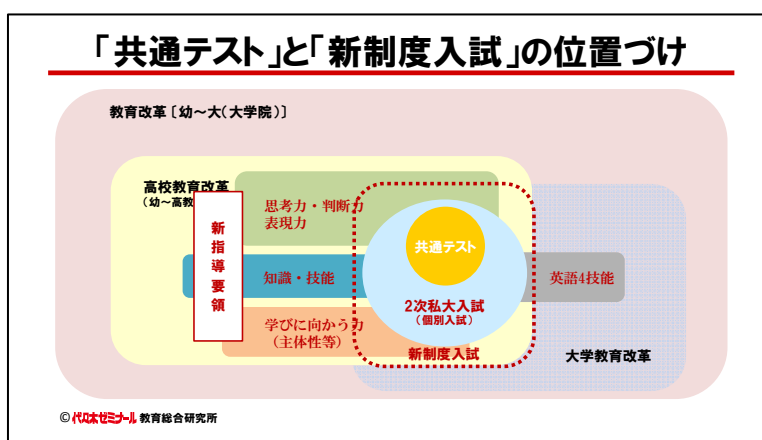 「共通テスト」と「新制度入試」の位置づけ
教育改革〔幼～大(大学院)〕
高校教育改革
(幼～高教
新指導要領
思考力・判断力
表現力
共通テスト
知識・技能
英語4技能
2次私大入試
(個別入試)
学びに向かう力
(主体性等)
新制度入試
大学教育改革
©代々木ゼミナール 教育総合研究所